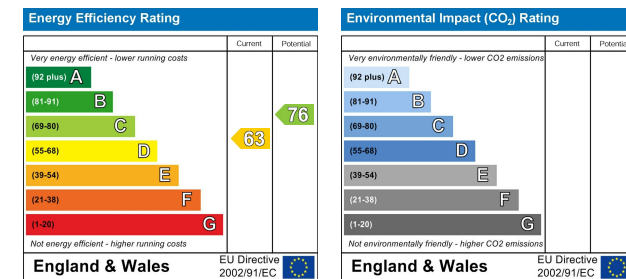 Energy Efficiency Rating
Current Potential
Very energy efficient - lower running costs
(92 plus) A
(81-91) B
(69-80) C
(55-68) D
(39-54) E
(21-38) F
(1-20) G
63
76
Not energy efficient - higher running costs
England & Wales
EU Directive
2002/91/EC
Environmental Impact (CO₂) Rating
Current Potential
Very environmentally friendly - lower CO2 emissions
(92 plus) A
(81-91) B
(69-80) C
(55-68) D
(39-54) E
(21-38) F
(1-20) G
Not environmentally friendly - higher CO2 emissions
England & Wales
EU Directive
2002/91/EC